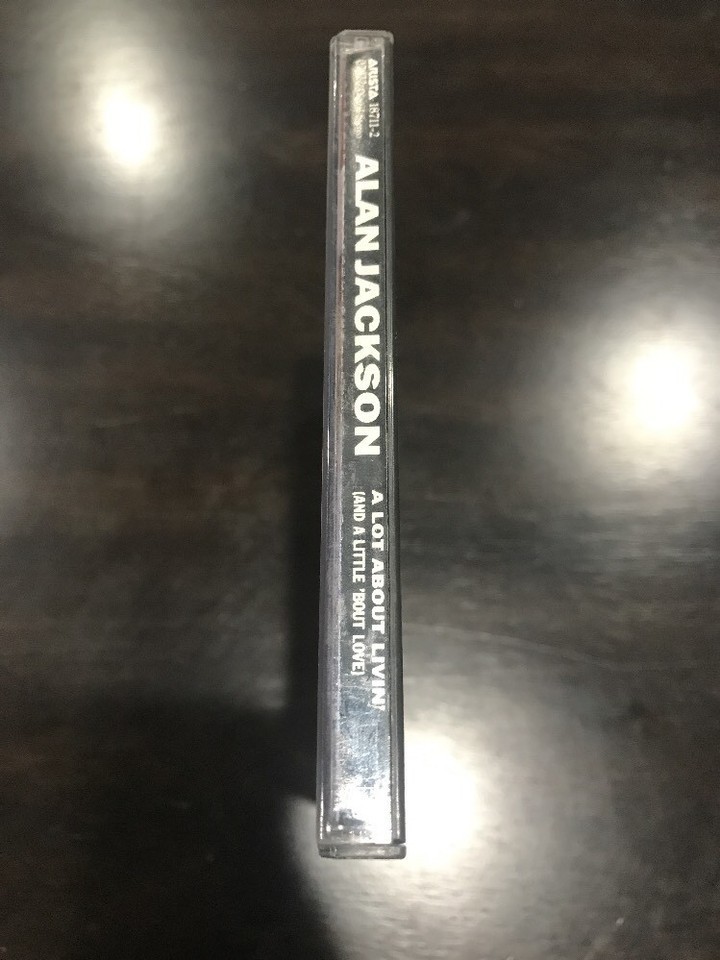 ARISTA 18711-2
ALAN JACKSON
A LOT ABOUT LIVIN'
(AND A LITTLE 'BOUT LOVE)